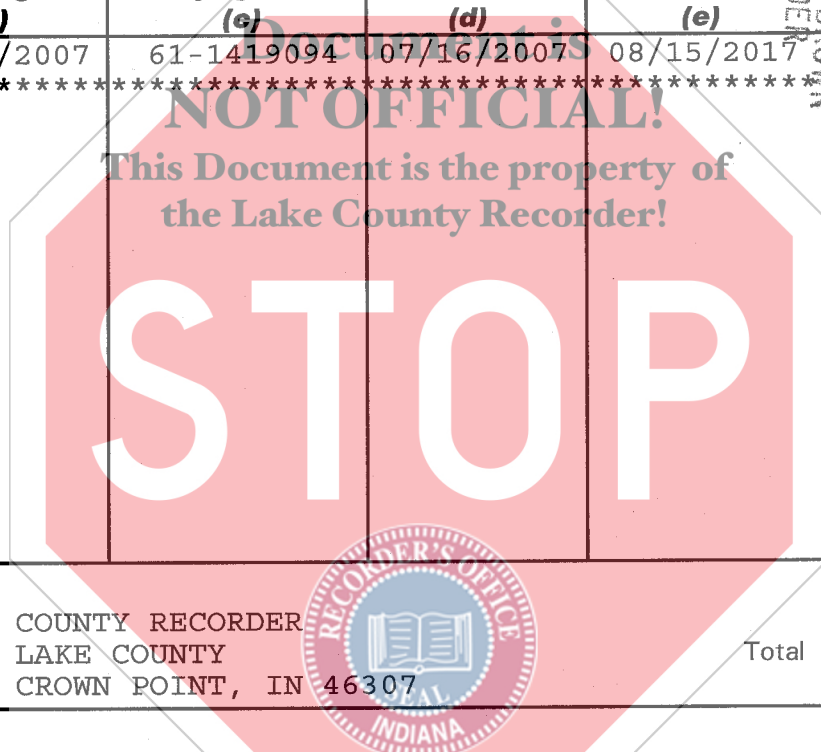 ) (c) (d) (e)
Document is
/2007 61-1419094 07/16/2007 08/15/2017
****************************************
NOT OFFICIAL!
This Document is the property of
the Lake County Recorder!
STOP
RECORDER'S OFFICE
COUNTY RECORDER
LAKE COUNTY Total
CROWN POINT, IN 46307
SEAL
INDIANA